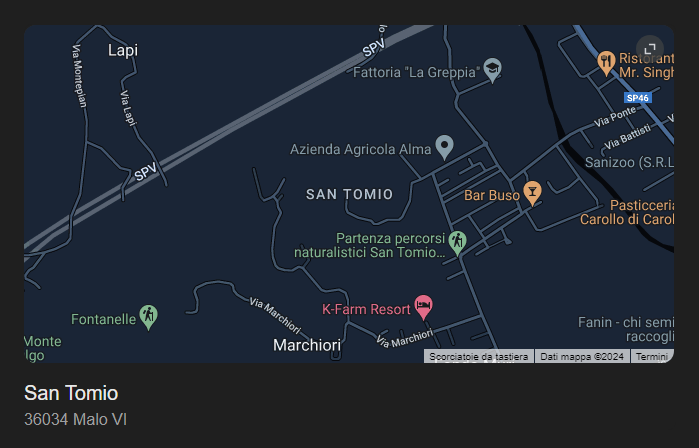 Lapi
SPV
Via Montepian
Via Lapi
Fattoria "La Greppia"
Ristorant
Mr. Singh
SP46
Via Ponte
Via Battisti
Azienda Agricola Alma
SPV
Sanizoo (S.R.L
SAN TOMIO
Bar Buso
Pasticceria
Carollo di Carol
Partenza percorsi
naturalistici San Tomio...
K-Farm Resort
Via Marchiori
Fontanelle
Fanin - chi semi
raccogli
Monte
lgo
Marchiori
Via Marchiori
Scorciatoie da tastiera
Dati mappa ©2024
Termini
San Tomio
36034 Malo VI